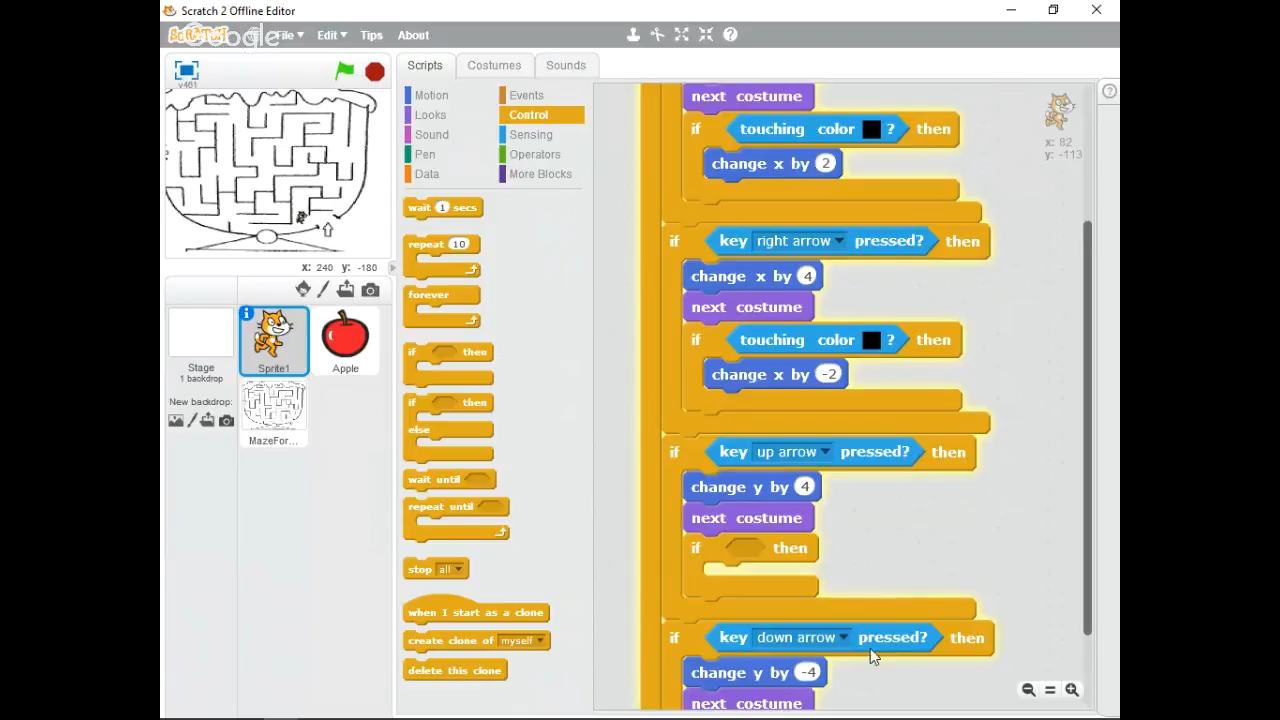 Scratch 2 Offline Editor
SCRATCH
Google
File
Edit
Tips
About
v461
x: 240 y: -180
Sprite1
Apple
Stage
1 backdrop
New backdrop:
MazeFor...
Scripts
Costumes
Sounds
Motion
Looks
Sound
Pen
Data
Events
Control
Sensing
Operators
More Blocks
wait 1 secs
repeat 10
forever
if then
if then
else
wait until
repeat until
stop all
when I start as a clone
create clone of myself
delete this clone
next costume
if touching color ? then
change x by 2
if key right arrow pressed? then
change x by 4
next costume
if touching color ? then
change x by -2
if key up arrow pressed? then
change y by 4
next costume
if then
if key down arrow pressed? then
change y by -4
next costume
x: 82
y: -113